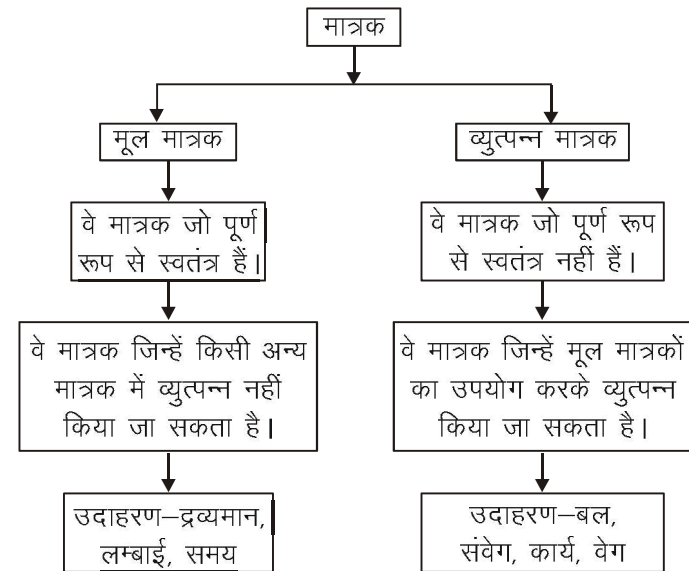 मात्रक
मूल मात्रक
व्युत्पन्न मात्रक
वे मात्रक जो पूर्ण
रूप से स्वतंत्र हैं।
वे मात्रक जो पूर्ण रूप
से स्वतंत्र नहीं हैं।
वे मात्रक जिन्हें किसी अन्य
मात्रक में व्युत्पन्न नहीं
किया जा सकता है।
वे मात्रक जिन्हें मूल मात्रकों
का उपयोग करके व्युत्पन्न
किया जा सकता है।
उदाहरण–द्रव्यमान,
लम्बाई, समय
उदाहरण–बल,
संवेग, कार्य, वेग